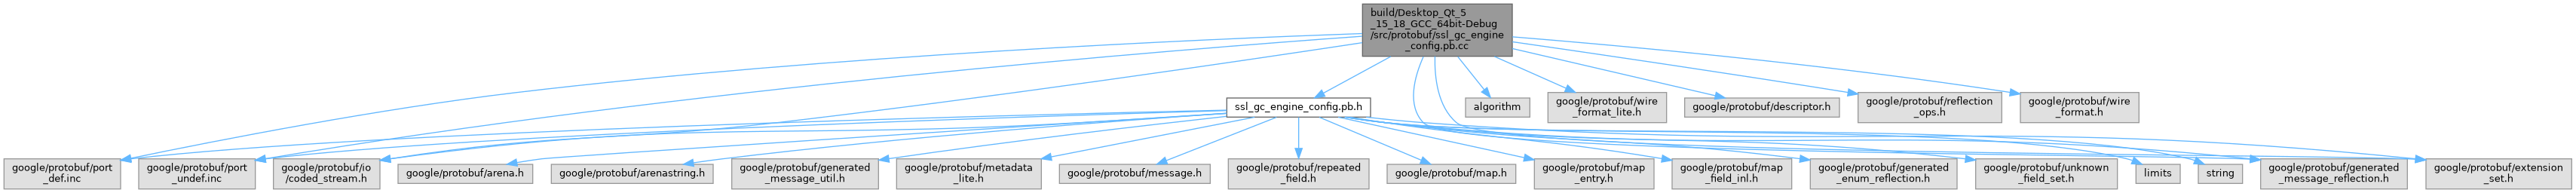 build/Desktop_Qt_5
_15_18_GCC_64bit-Debug
/src/protobuf/ssl_gc_engine
_config.pb.cc
ssl_gc_engine_config.pb.h
algorithm
google/protobuf/wire
_format_lite.h
google/protobuf/descriptor.h
google/protobuf/reflection
_ops.h
google/protobuf/wire
_format.h
google/protobuf/port
_def.inc
google/protobuf/port
_undef.inc
google/protobuf/io
/coded_stream.h
google/protobuf/arena.h
google/protobuf/arenastring.h
google/protobuf/generated
_message_util.h
google/protobuf/metadata
_lite.h
google/protobuf/message.h
google/protobuf/repeated
_field.h
google/protobuf/map.h
google/protobuf/map
_entry.h
google/protobuf/map
_field_inl.h
google/protobuf/generated
_enum_reflection.h
google/protobuf/unknown
_field_set.h
limits
string
google/protobuf/generated
_message_reflection.h
google/protobuf/extension
_set.h